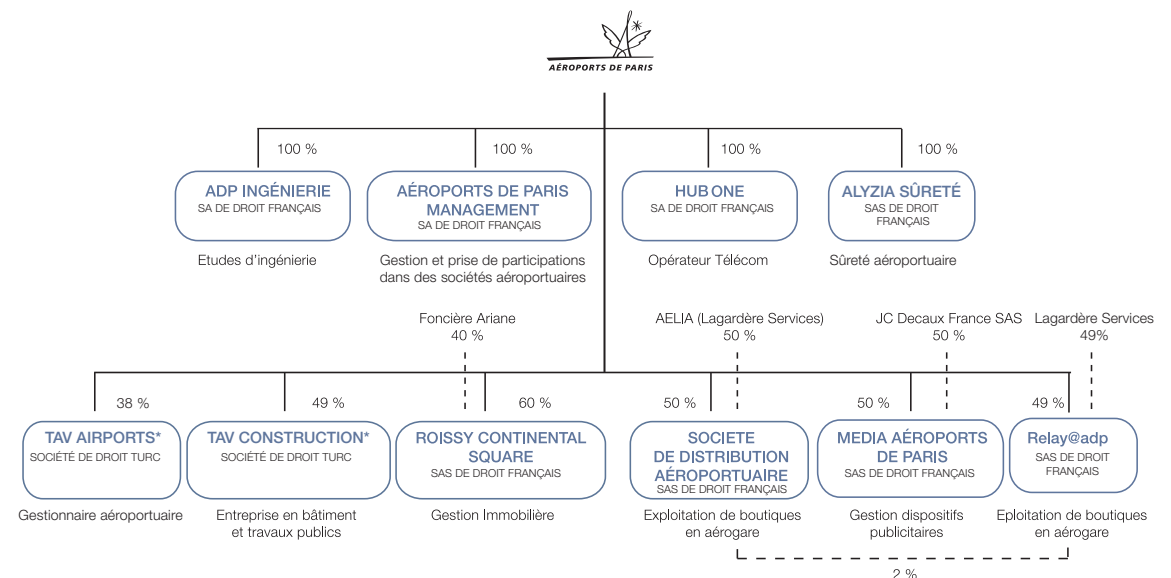 AÉROPORTS DE PARIS
100 %
100 %
100 %
100 %
ADP INGÉNIERIE
SA DE DROIT FRANÇAIS
Etudes d'ingénierie
AÉROPORTS DE PARIS
MANAGEMENT
SA DE DROIT FRANÇAIS
Gestion et prise de participations
dans des sociétés aéroportuaires
HUB ONE
SA DE DROIT FRANÇAIS
Opérateur Télécom
ALYZIA SÛRETÉ
SAS DE DROIT
FRANÇAIS
Sûreté aéroportuaire
Foncière Ariane
40 %
AELIA (Lagardère Services)
50 %
JC Decaux France SAS
50 %
Lagardère Services
49%
38 %
49 %
60 %
50 %
50 %
49 %
TAV AIRPORTS*
SOCIÉTÉ DE DROIT TURC
Gestionnaire aéroportuaire
TAV CONSTRUCTION*
SOCIÉTÉ DE DROIT TURC
Entreprise en bâtiment
et travaux publics
ROISSY CONTINENTAL
SQUARE
SAS DE DROIT FRANÇAIS
Gestion Immobilière
SOCIETE
DE DISTRIBUTION
AÉROPORTUAIRE
SAS DE DROIT FRANÇAIS
Exploitation de boutiques
en aérogare
MEDIA AÉROPORTS
DE PARIS
SAS DE DROIT FRANÇAIS
Gestion dispositifs
publicitaires
Relay@adp
SAS DE DROIT
FRANÇAIS
Eploitation de boutiques
en aérogare
2 %